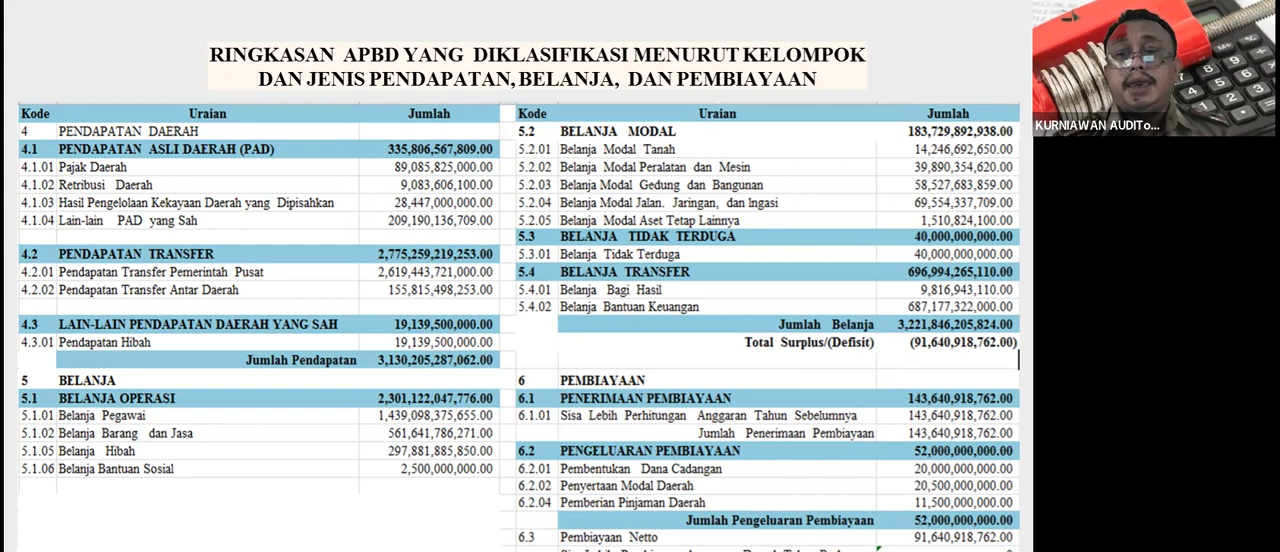 RINGKASAN APBD YANG DIKLASIFIKASI MENURUT KELOMPOK
DAN JENIS PENDAPATAN, BELANJA, DAN PEMBIAYAAN
Kode Uraian Jumlah
4 PENDAPATAN DAERAH
4.1 PENDAPATAN ASLI DAERAH (PAD) 335,806,567,809.00
4.1.01 Pajak Daerah 89,085,825,000.00
4.1.02 Retribusi Daerah 9,083,606,100.00
4.1.03 Hasil Pengelolaan Kekayaan Daerah yang Dipisahkan 28,447,000,000.00
4.1.04 Lain-lain PAD yang Sah 209,190,136,709.00
4.2 PENDAPATAN TRANSFER 2,775,259,219,253.00
4.2.01 Pendapatan Transfer Pemerintah Pusat 2,619,443,721,000.00
4.2.02 Pendapatan Transfer Antar Daerah 155,815,498,253.00
4.3 LAIN-LAIN PENDAPATAN DAERAH YANG SAH 19,139,500,000.00
4.3.01 Pendapatan Hibah 19,139,500,000.00
Jumlah Pendapatan 3,130,205,287,062.00
5 BELANJA
5.1 BELANJA OPERASI 2,301,122,047,776.00
5.1.01 Belanja Pegawai 1,439,098,375,655.00
5.1.02 Belanja Barang dan Jasa 561,641,786,271.00
5.1.05 Belanja Hibah 297,881,885,850.00
5.1.06 Belanja Bantuan Sosial 2,500,000,000.00
Kode Uraian Jumlah
5.2 BELANJA MODAL 183,729,892,938.00
5.2.01 Belanja Modal Tanah 14,246,692,650.00
5.2.02 Belanja Modal Peralatan dan Mesin 39,890,354,620.00
5.2.03 Belanja Modal Gedung dan Bangunan 58,527,683,859.00
5.2.04 Belanja Modal Jalan. Jaringan, dan lngasi 69,554,337,709.00
5.2.05 Belanja Modal Aset Tetap Lainnya 1,510,824,100.00
5.3 BELANJA TIDAK TERDUGA 40,000,000,000.00
5.3.01 Belanja Tidak Terduga 40,000,000,000.00
5.4 BELANJA TRANSFER 696,994,265,110.00
5.4.01 Belanja Bagi Hasil 9,816,943,110.00
5.4.02 Belanja Bantuan Keuangan 687,177,322,000.00
Jumlah Belanja 3,221,846,205,824.00
Total Surplus/(Defisit) (91,640,918,762.00)
6 PEMBIAYAAN
6.1 PENERIMAAN PEMBIAYAAN 143,640,918,762.00
6.1.01 Sisa Lebih Perhitungan Anggaran Tahun Sebelumnya 143,640,918,762.00
Jumlah Penerimaan Pembiayaan 143,640,918,762.00
6.2 PENGELUARAN PEMBIAYAAN 52,000,000,000.00
6.2.01 Pembentukan Dana Cadangan 20,000,000,000.00
6.2.02 Penyertaan Modal Daerah 20,500,000,000.00
6.2.04 Pemberian Pinjaman Daerah 11,500,000,000.00
Jumlah Pengeluaran Pembiayaan 52,000,000,000.00
6.3 Pembiayaan Netto 91,640,918,762.00
KURNIAWAN AUDITo...